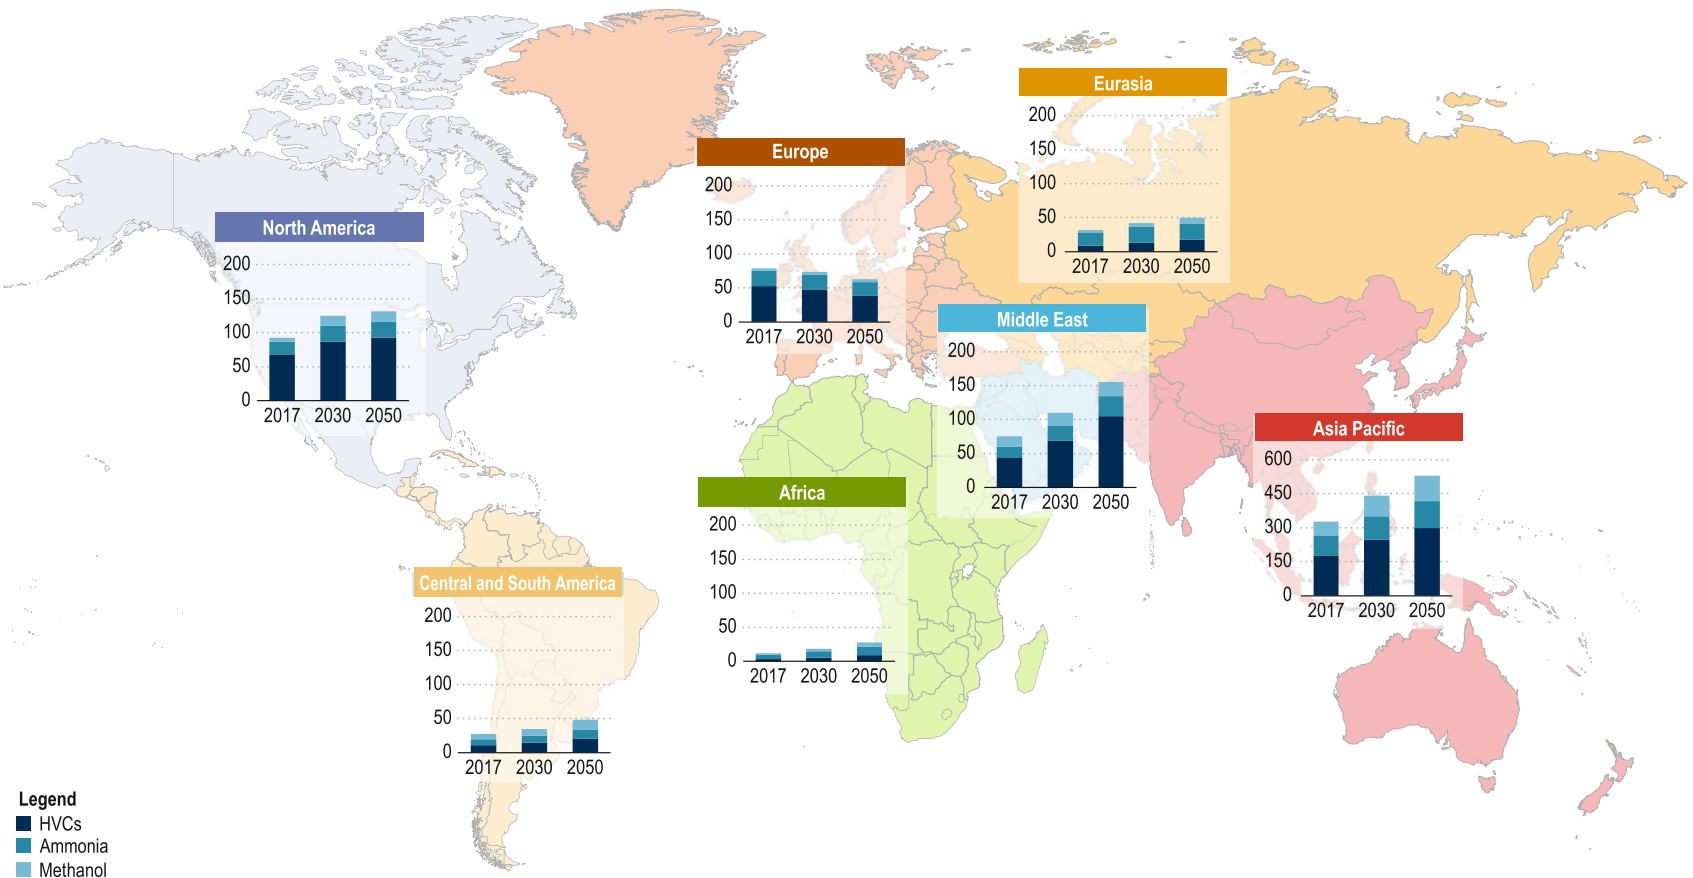 Eurasia
200
150
100
50
0
2017 2030 2050
Europe
200
150
100
50
0
2017 2030 2050
North America
200
150
100
50
0
2017 2030 2050
Middle East
200
150
100
50
0
2017 2030 2050
Asia Pacific
600
450
300
150
0
2017 2030 2050
Africa
200
150
100
50
0
2017 2030 2050
Central and South America
200
150
100
50
0
2017 2030 2050
Legend
HVCs
Ammonia
Methanol